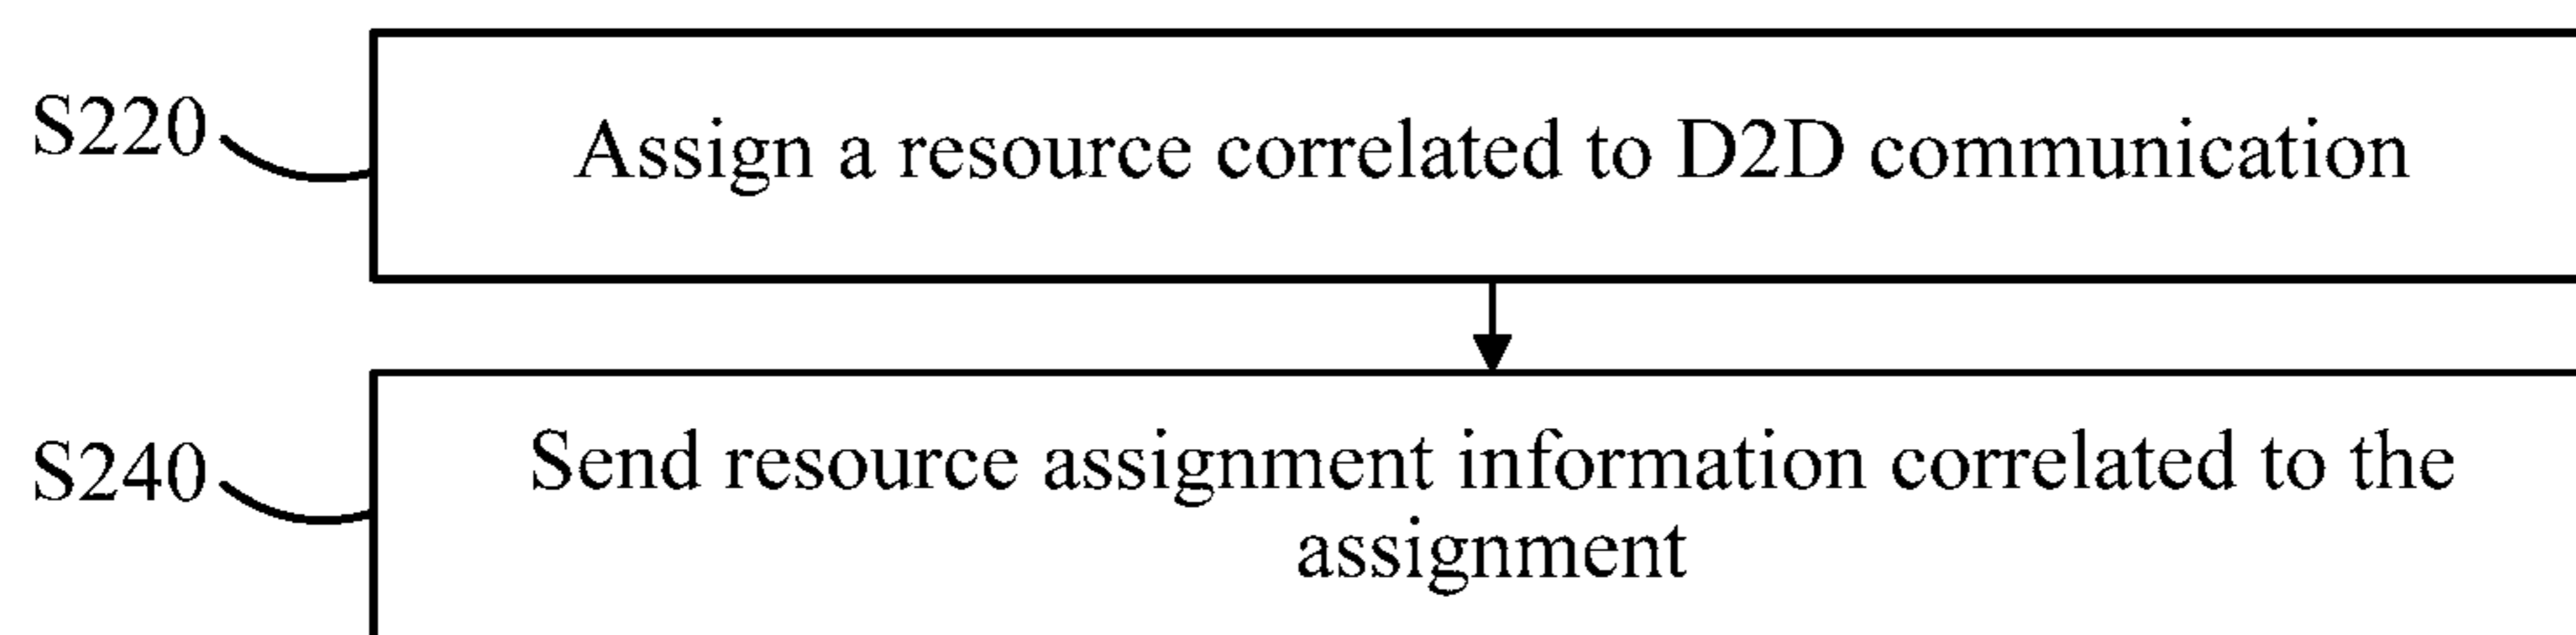 S220
Assign a resource correlated to D2D communication
S240
Send resource assignment information correlated to the
assignment